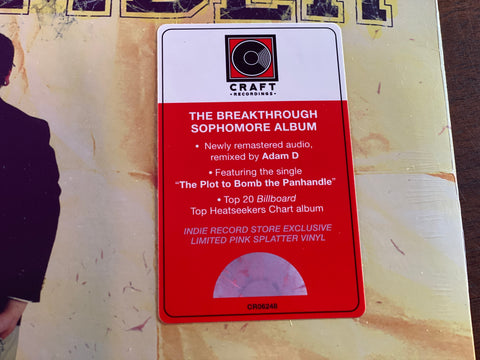 CRAFT
• RECORDINGS •
THE BREAKTHROUGH
SOPHOMORE ALBUM
• Newly remastered audio,
remixed by Adam D
• Featuring the single
“The Plot to Bomb the Panhandle”
• Top 20 Billboard
Top Heatseekers Chart album
INDIE RECORD STORE EXCLUSIVE
LIMITED PINK SPLATTER VINYL
CR06248